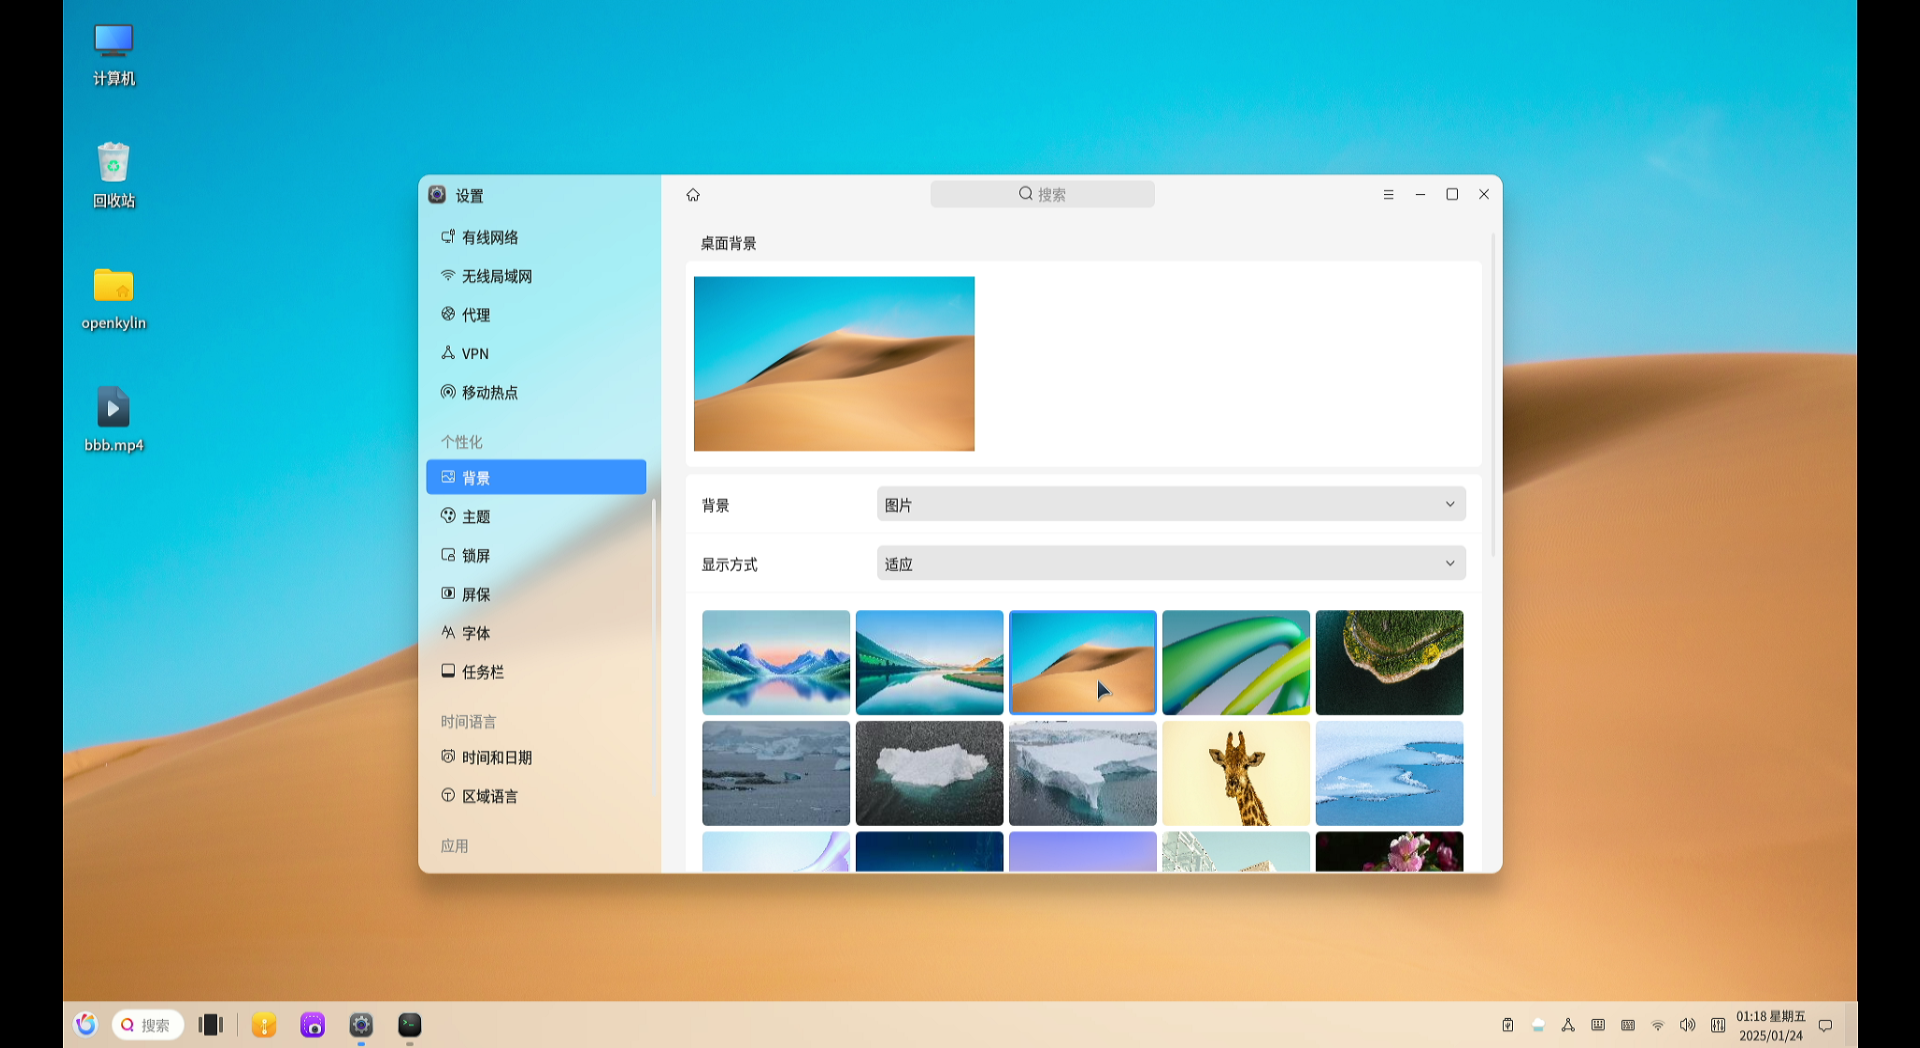 计算机
回收站
openkylin
bbb.mp4
设置
搜索
有线网络
无线局域网
代理
VPN
移动热点
个性化
背景
主题
锁屏
屏保
字体
任务栏
时间语言
时间和日期
区域语言
应用
桌面背景
背景
图片
显示方式
适应
搜索
01:18 星期五
2025/01/24